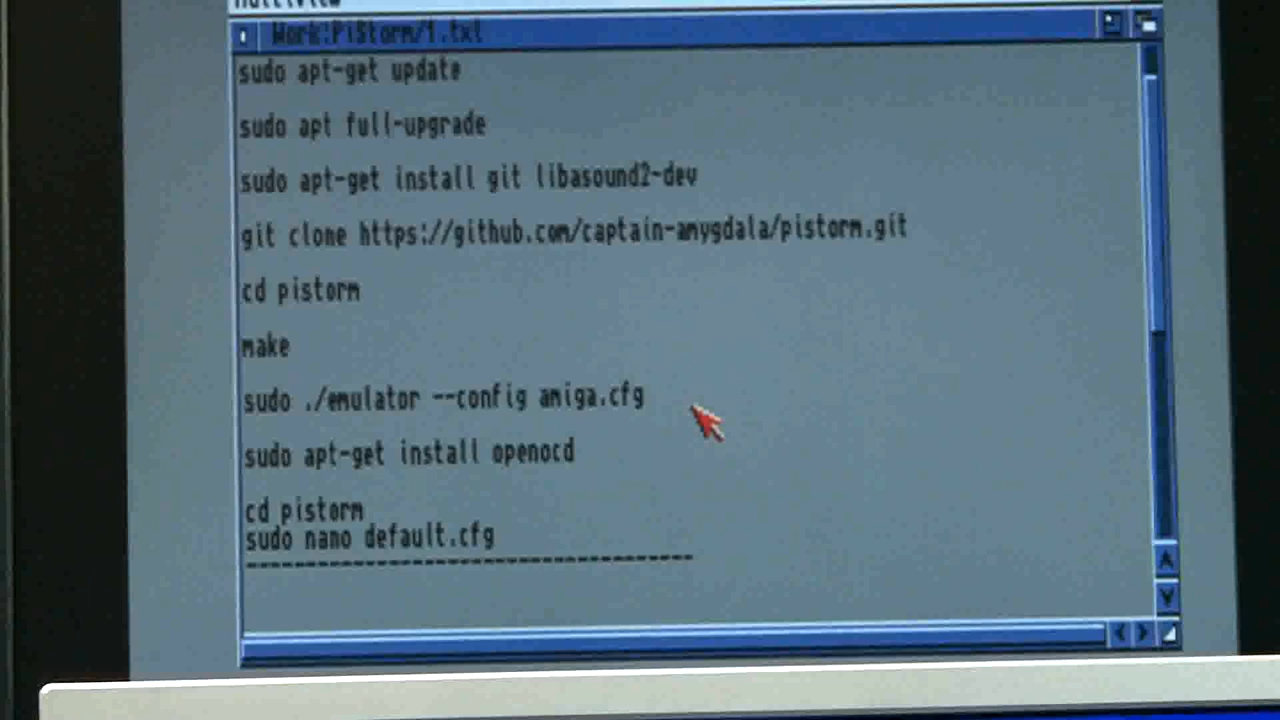 MultiView
Work:PiStorm/1.txt
sudo apt-get update
sudo apt full-upgrade
sudo apt-get install git libasound2-dev
git clone https://github.com/captain-amygdala/pistorm.git
cd pistorm
make
sudo ./emulator --config amiga.cfg
sudo apt-get install openocd
cd pistorm
sudo nano default.cfg
--------------------------------------